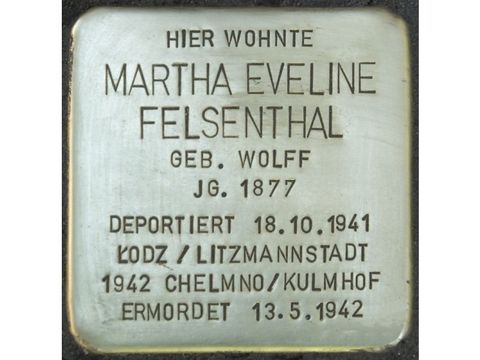 HIER WOHNTE
MARTHA EVELINE
FELSENTHAL
GEB. WOLFF
JG. 1877
DEPORTIERT 18.10.1941
ŁODZ / LITZMANNSTADT
1942 CHELMNO/KULMHOF
ERMORDET 13.5.1942